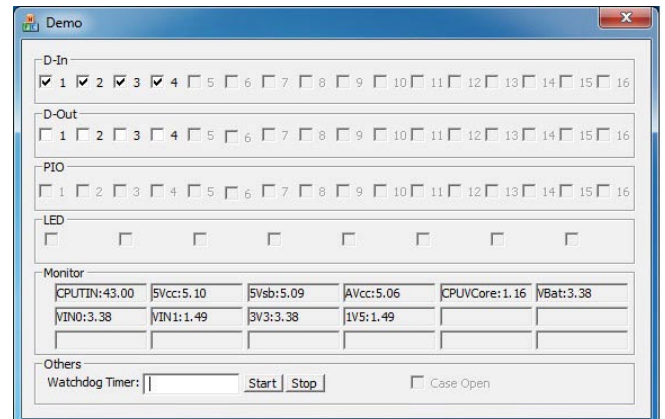 Demo
D-In
1 2 3 4 5 6 7 8 9 10 11 12 13 14 15 16
D-Out
1 2 3 4 5 6 7 8 9 10 11 12 13 14 15 16
PIO
1 2 3 4 5 6 7 8 9 10 11 12 13 14 15 16
LED
Monitor
CPUTIN:43.00 5Vcc:5.10 5Vsb:5.09 AVcc:5.06 CPUVCore:1.16 VBat:3.38
VIN0:3.38 VIN1:1.49 3V3:3.38 1V5:1.49
Others
Watchdog Timer: Start Stop Case Open